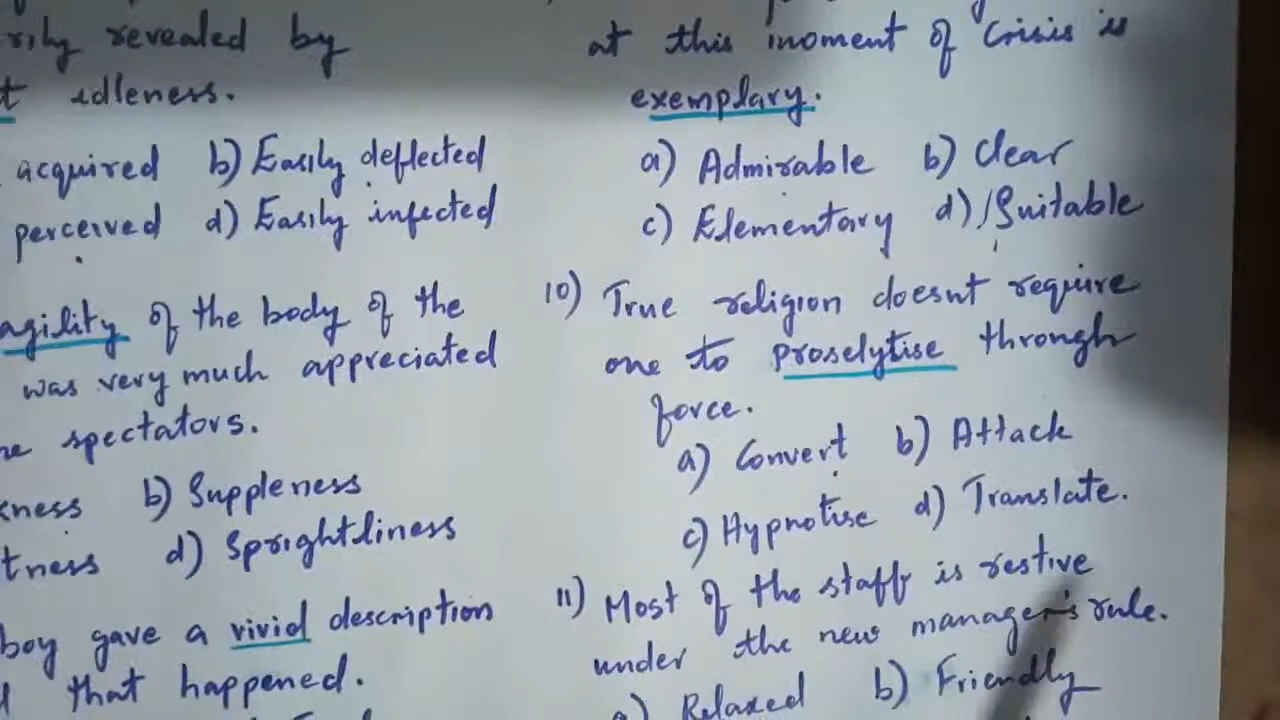 revealed by
idleness.
acquired b) Easily deflected
perceived d) Easily infected
agility of the body of the
was very much appreciated
spectators.
b) Suppleness
d) Sprightliness
boy gave a vivid description
that happened.
at this moment of crisis is
exemplary.
a) Admirable b) Clear
c) Elementary d) Suitable
10) True religion doesnt require
one to proselytise through
force.
a) Convert b) Attack
c) Hypnotise d) Translate.
11) Most of the staff is restive
under the new manager's rule.
a) Relaxed b) Friendly